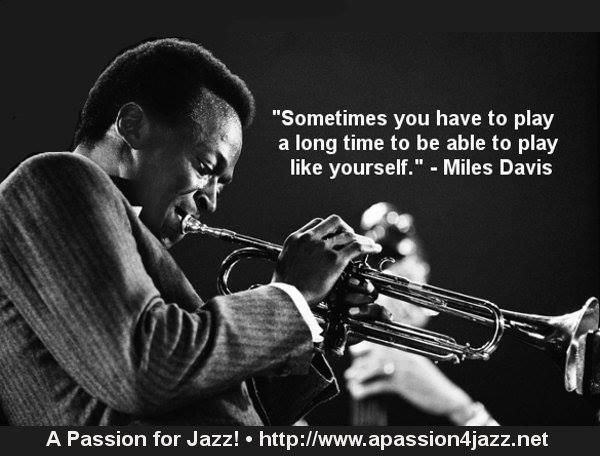 "Sometimes you have to play
a long time to be able to play
like yourself." - Miles Davis
A Passion for Jazz! • http://www.apassion4jazz.net